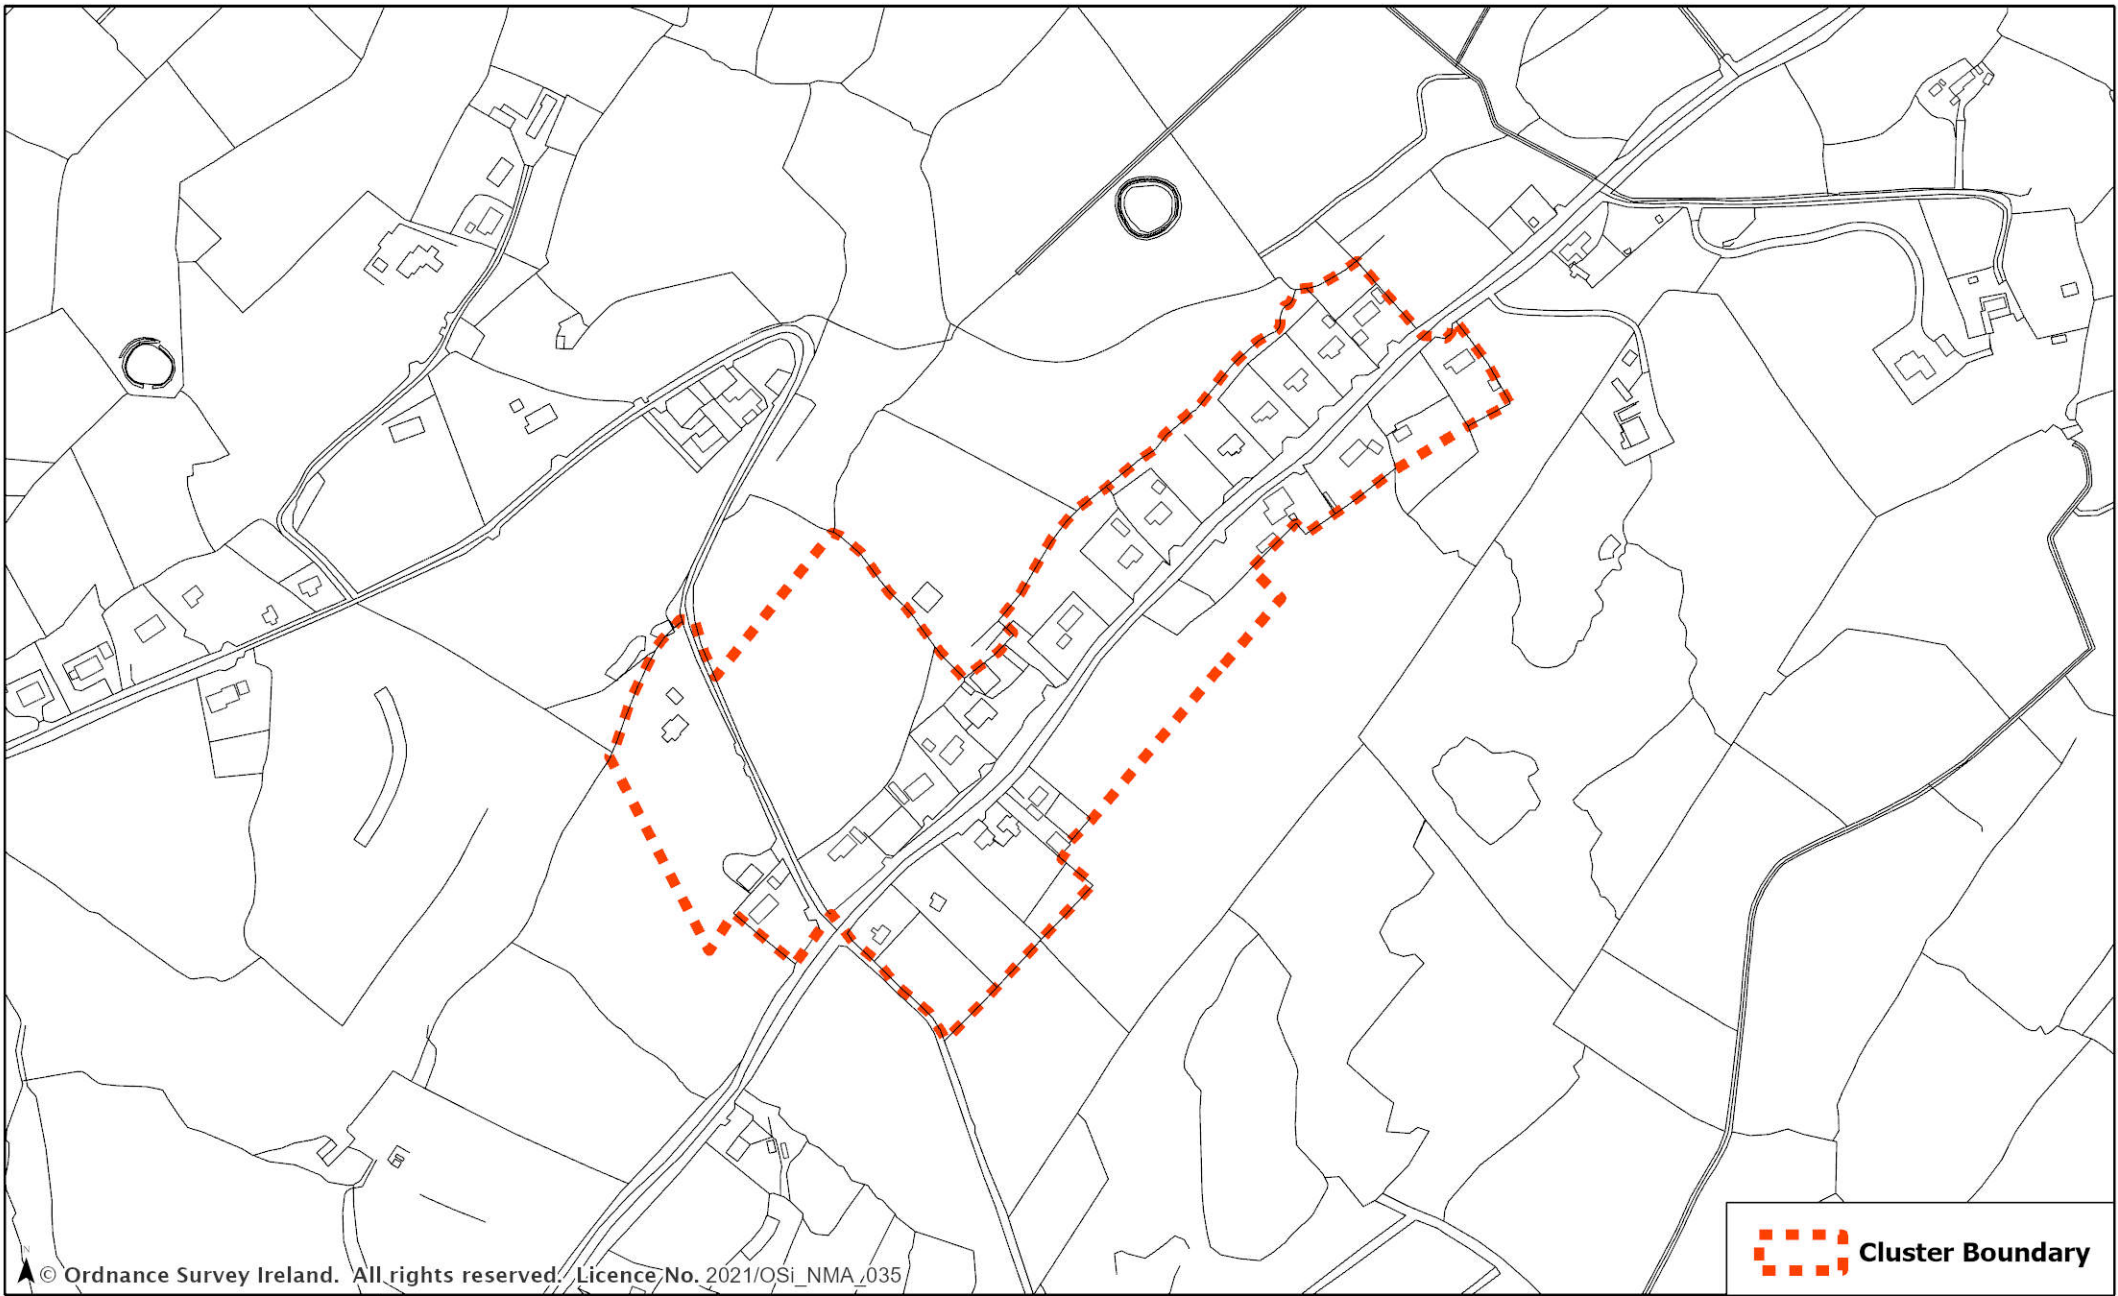 Cluster Boundary
N
© Ordnance Survey Ireland. All rights reserved. Licence No. 2021/OSi_NMA_035